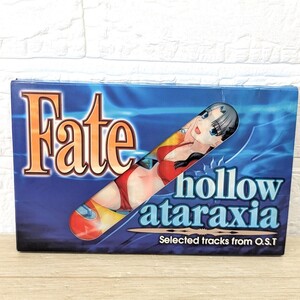 Fate
hollow
ataraxia
Selected tracks from O.S.T